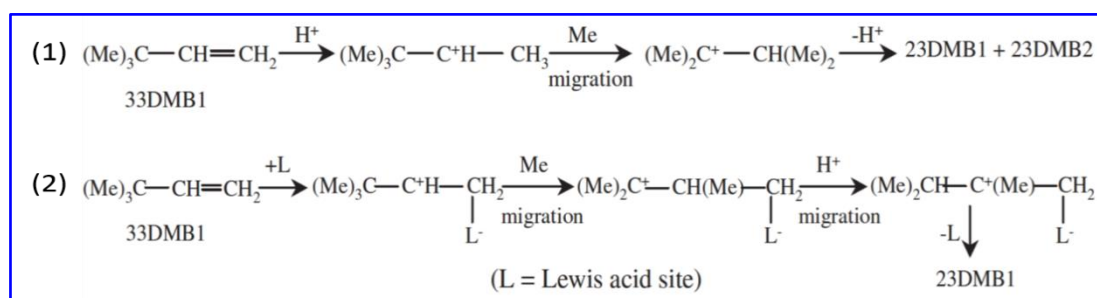 H⁺ Me -H⁺
(1) (Me)₃C—CH=CH₂ → (Me)₃C—C⁺H—CH₃ → (Me)₂C⁺—CH(Me)₂ → 23DMB1 + 23DMB2
migration
33DMB1
+L Me H⁺
(2) (Me)₃C—CH=CH₂ → (Me)₃C—C⁺H—CH₂ → (Me)₂C⁺—CH(Me)—CH₂ → (Me)₂CH—C⁺(Me)—CH₂
migration migration
33DMB1 L⁻ L⁻ -L L⁻
(L = Lewis acid site) 23DMB1